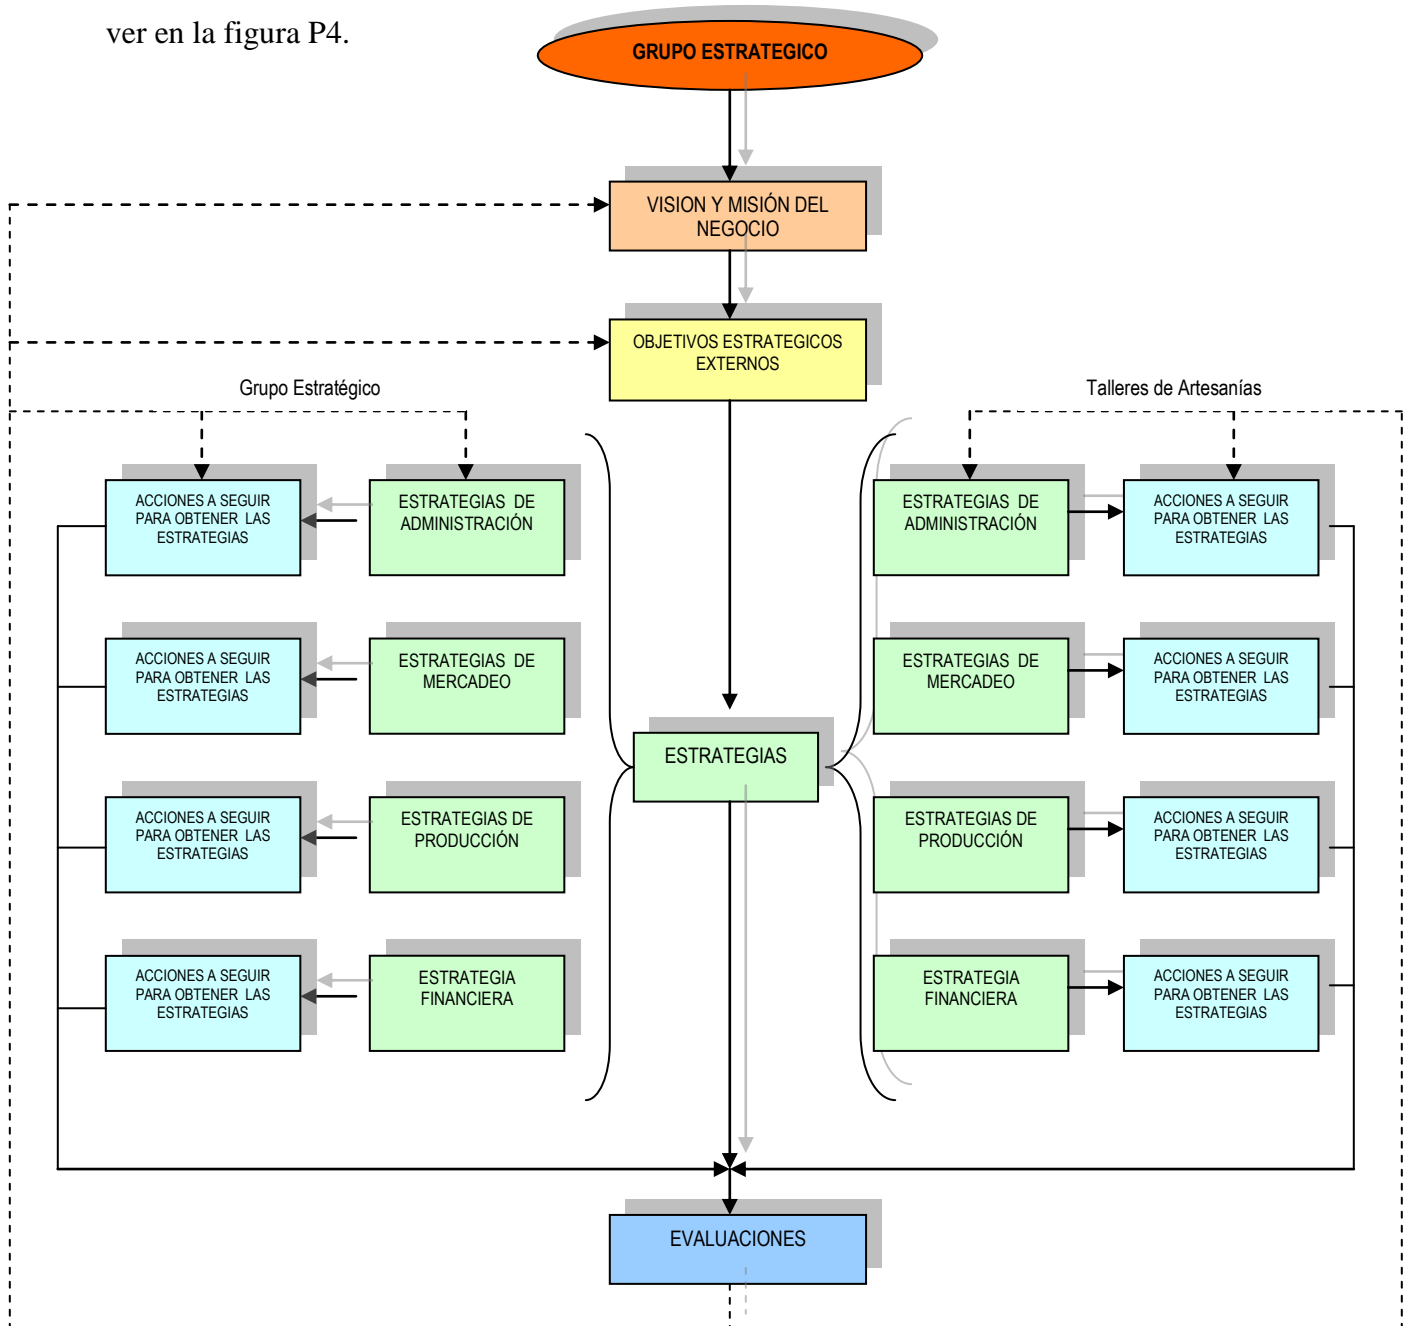 ver en la figura P4.
GRUPO ESTRATEGICO
VISION Y MISIÓN DEL
NEGOCIO
OBJETIVOS ESTRATEGICOS
EXTERNOS
Grupo Estratégico
Talleres de Artesanías
ACCIONES A SEGUIR
PARA OBTENER LAS
ESTRATEGIAS
ESTRATEGIAS DE
ADMINISTRACIÓN
ESTRATEGIAS DE
ADMINISTRACIÓN
ACCIONES A SEGUIR
PARA OBTENER LAS
ESTRATEGIAS
ACCIONES A SEGUIR
PARA OBTENER LAS
ESTRATEGIAS
ESTRATEGIAS DE
MERCADEO
ESTRATEGIAS DE
MERCADEO
ACCIONES A SEGUIR
PARA OBTENER LAS
ESTRATEGIAS
ESTRATEGIAS
ACCIONES A SEGUIR
PARA OBTENER LAS
ESTRATEGIAS
ESTRATEGIAS DE
PRODUCCIÓN
ESTRATEGIAS DE
PRODUCCIÓN
ACCIONES A SEGUIR
PARA OBTENER LAS
ESTRATEGIAS
ACCIONES A SEGUIR
PARA OBTENER LAS
ESTRATEGIAS
ESTRATEGIA
FINANCIERA
ESTRATEGIA
FINANCIERA
ACCIONES A SEGUIR
PARA OBTENER LAS
ESTRATEGIAS
EVALUACIONES